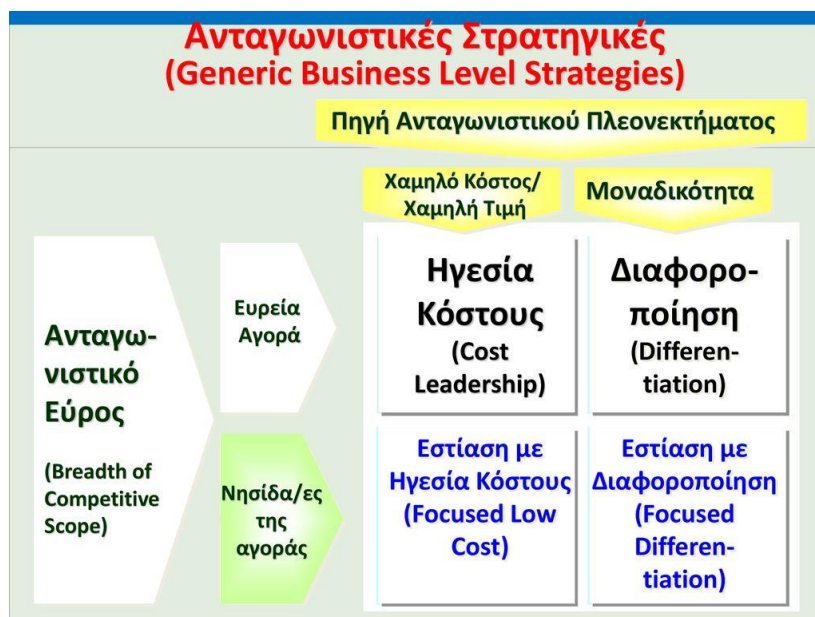 Ανταγωνιστικές Στρατηγικές
(Generic Business Level Strategies)
Πηγή Ανταγωνιστικού Πλεονεκτήματος
Χαμηλό Κόστος/
Χαμηλή Τιμή
Μοναδικότητα
Ανταγω-
νιστικό
Εύρος
(Breadth of
Competitive
Scope)
Ευρεία
Αγορά
Ηγεσία
Κόστους
(Cost
Leadership)
Διαφορο-
ποίηση
(Differen-
tiation)
Νησίδα/ες
της
αγοράς
Εστίαση με
Ηγεσία Κόστους
(Focused Low
Cost)
Εστίαση με
Διαφοροποίηση
(Focused
Differen-
tiation)